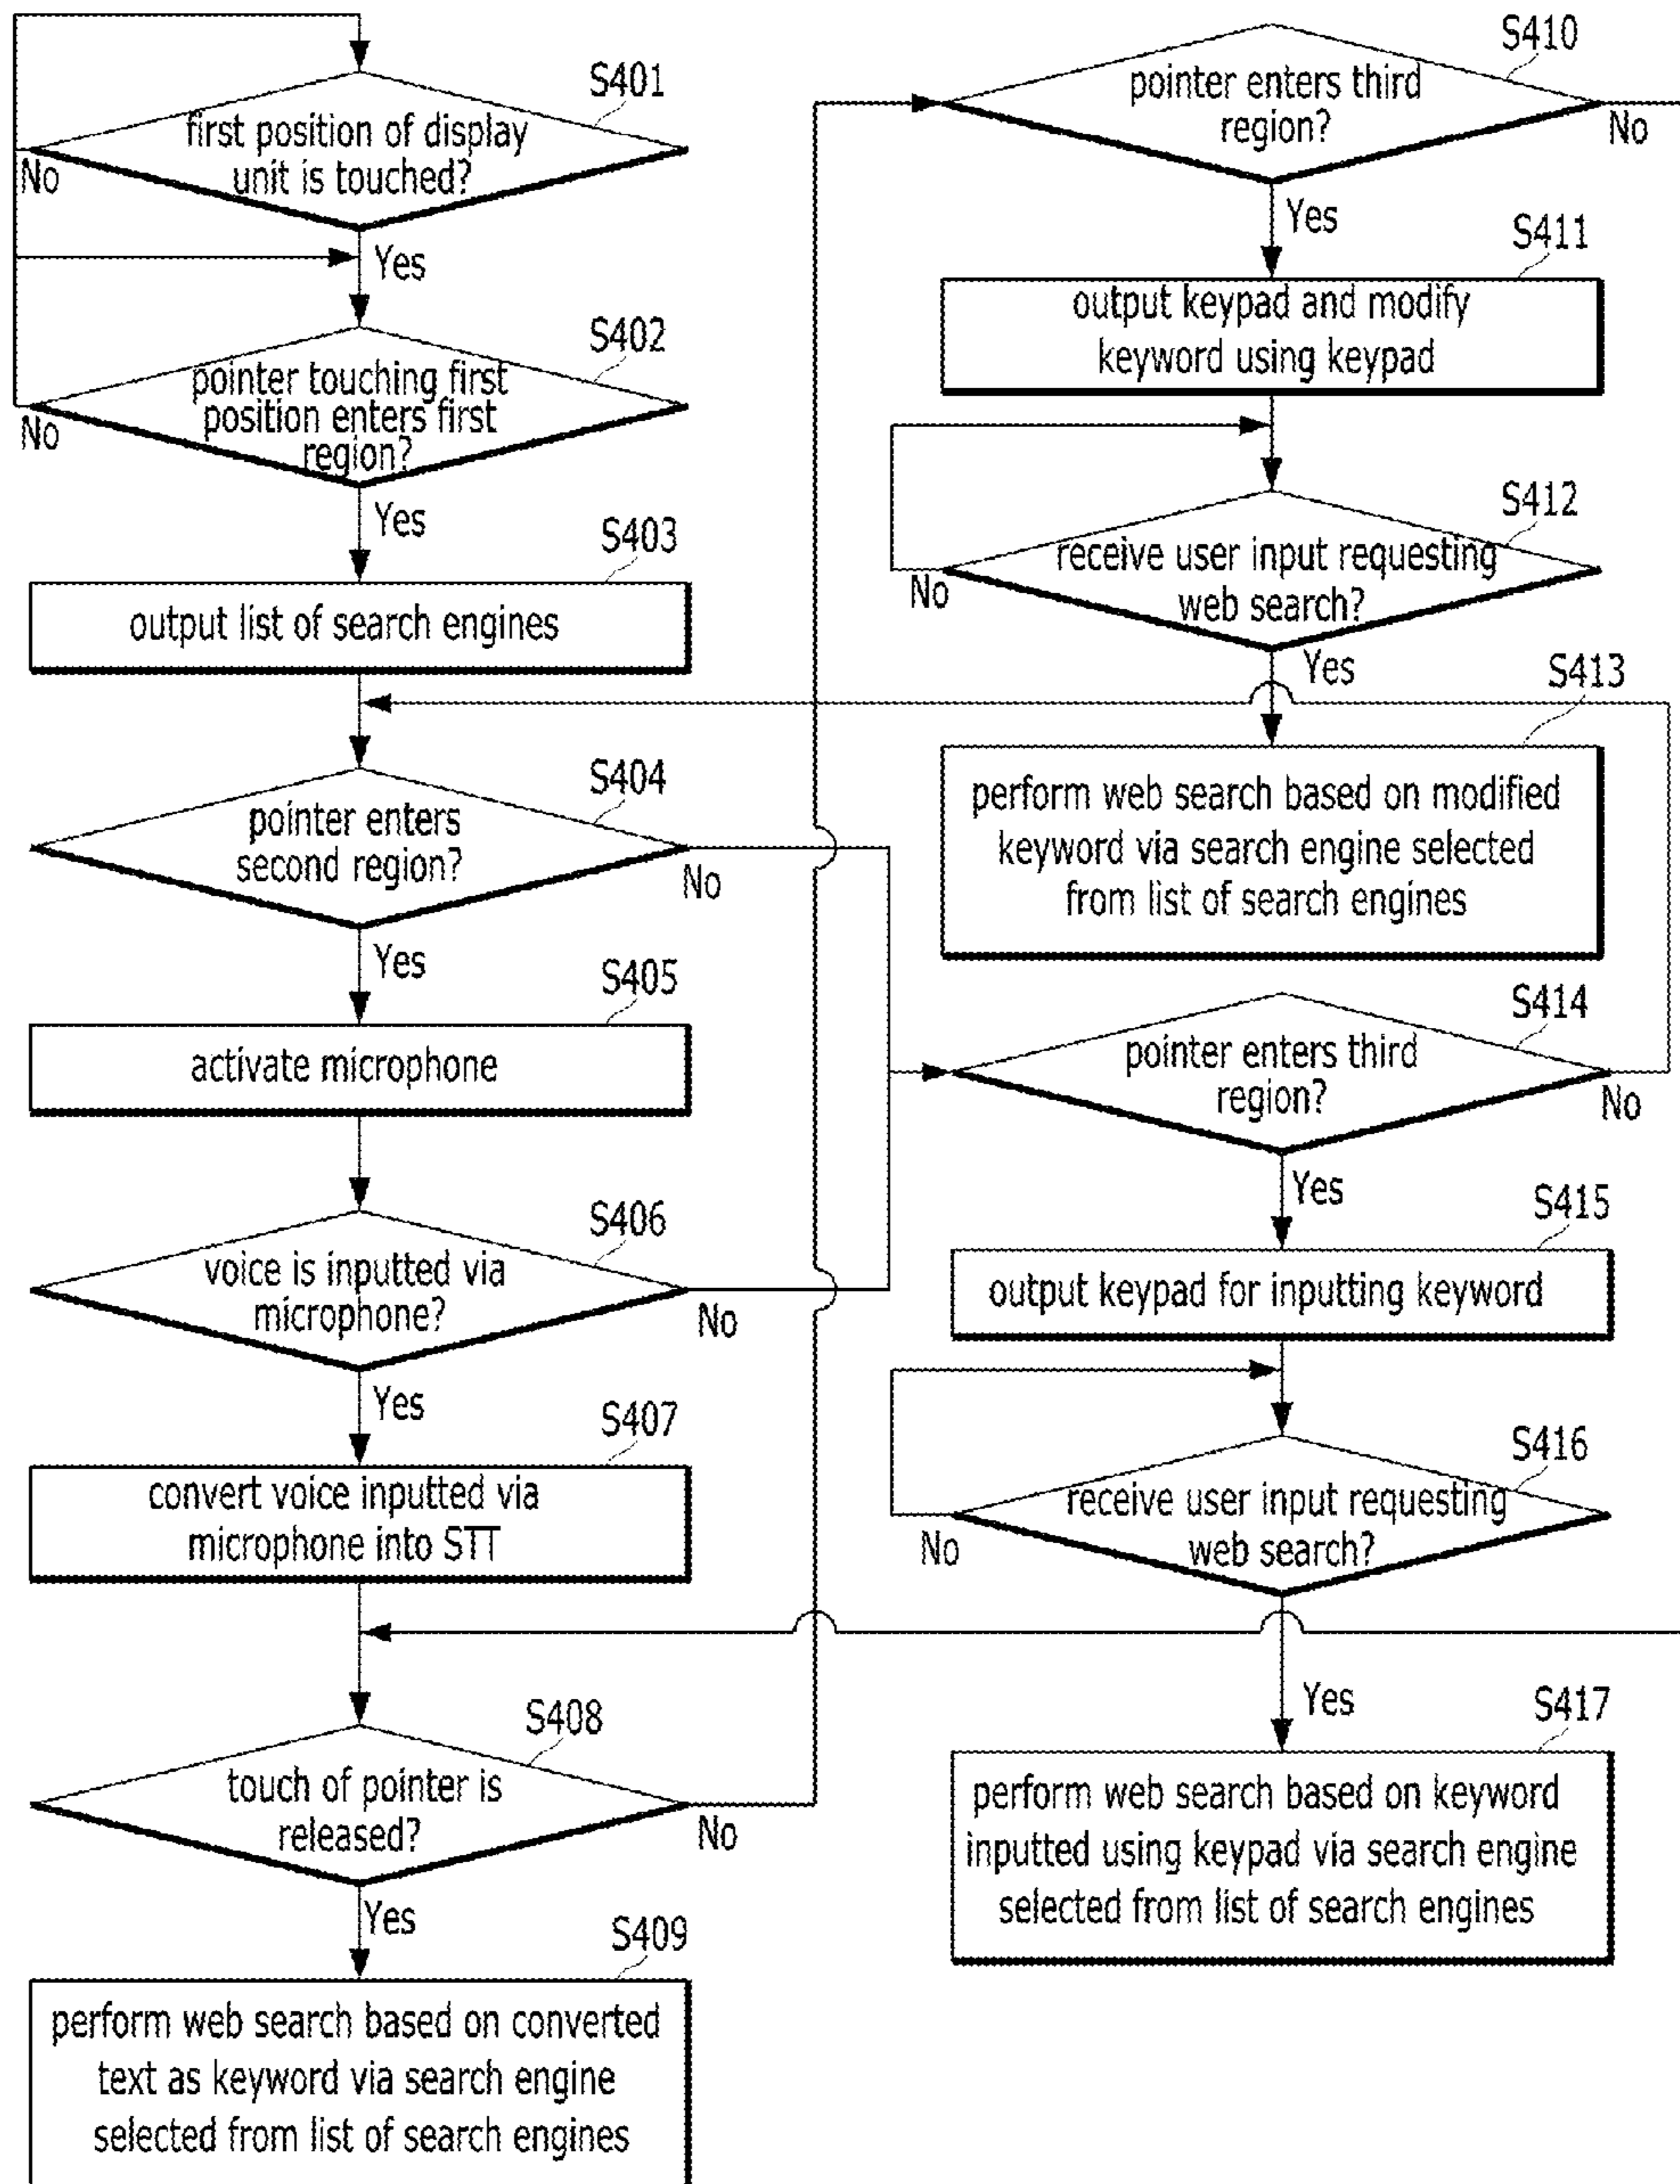 S401
first position of display
unit is touched?
No
Yes
S402
pointer touching first
position enters first
region?
No
Yes
S403
output list of search engines
S404
pointer enters
second region?
No
Yes
S405
activate microphone
S406
voice is inputted via
microphone?
No
Yes
S407
convert voice inputted via
microphone into STT
S408
touch of pointer is
released?
No
Yes
S409
perform web search based on converted
text as keyword via search engine
selected from list of search engines
S410
pointer enters third
region?
No
Yes
S411
output keypad and modify
keyword using keypad
S412
receive user input requesting
web search?
No
Yes
S413
perform web search based on modified
keyword via search engine selected
from list of search engines
S414
pointer enters third
region?
No
Yes
S415
output keypad for inputting keyword
S416
receive user input requesting
web search?
No
Yes
S417
perform web search based on keyword
inputted using keypad via search engine
selected from list of search engines